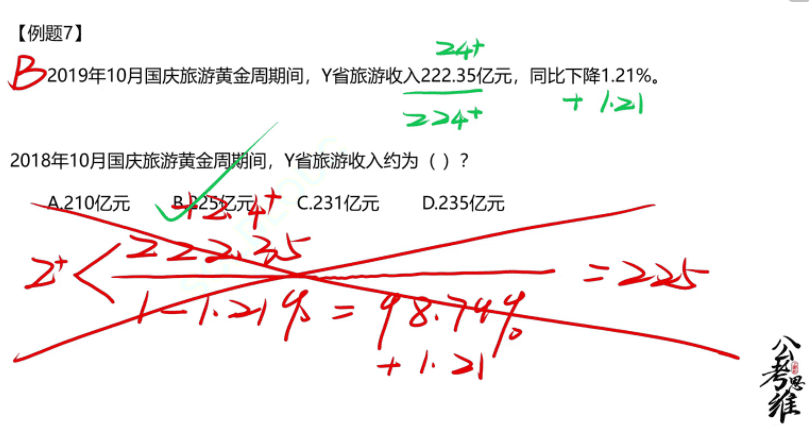 【例题7】
24+
B 2019年10月国庆旅游黄金周期间，Y省旅游收入222.35亿元，同比下降1.21%。
224+
+ 1.21
2018年10月国庆旅游黄金周期间，Y省旅游收入约为（ ）？
A.210亿元 B.225亿元 C.231亿元 D.235亿元
+2.4+
2+ < 222.35
= 225
1-1.21% = 98.79%
+ 1.21
公考思维